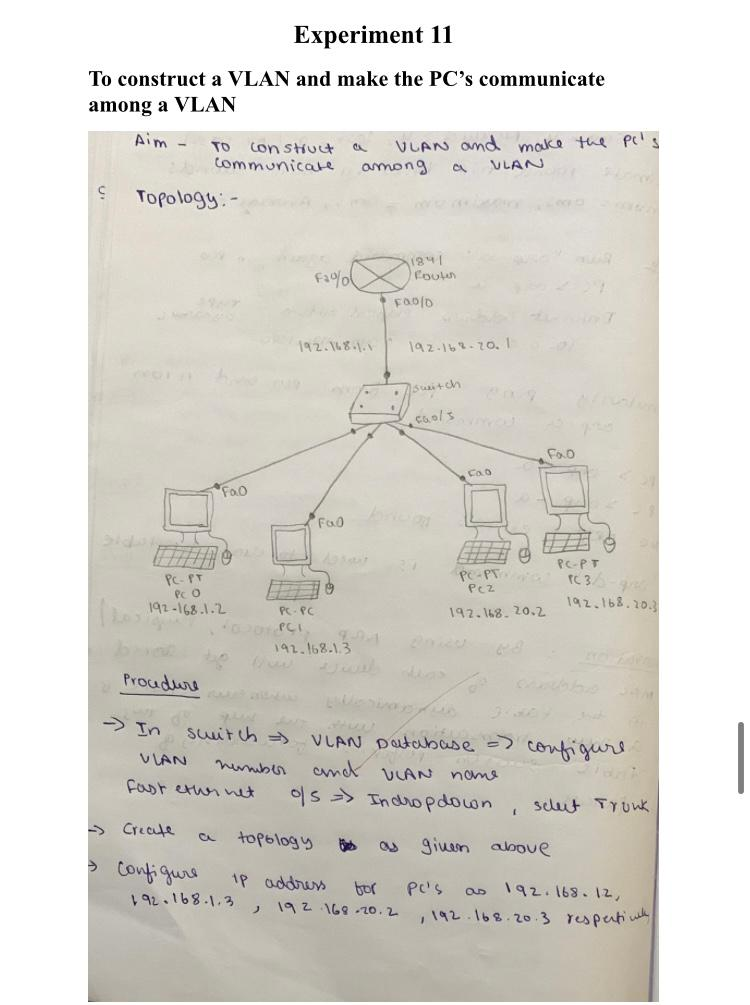 Experiment 11
To construct a VLAN and make the PC's communicate
among a VLAN
Aim - To construct a VLAN and make the PC's
communicate among a VLAN
Topology:-
1841
Router
Fa0/0
Fa0/0
192.168.1.1 192.168.20.1
switch
Fa0/5
Fa0
Fa0
Fa0
Fa0
PC-PT
PC0
192-168.1.2
PC-PC
PC1
192.168.1.3
PC-PT
PC2
192.168.20.2
PC-PT
PC3
192.168.20.3
Proudure
→ In switch ⇒ VLAN Database ⇒ configure
VLAN number and VLAN name
Fast ethernet 0/5 ⇒ In dropdown, select Trunk
→ Create a topology as given above
→ Configure ip address for PC's as 192.168.12,
192.168.1.3, 192.168.20.2, 192.168.20.3 respectively